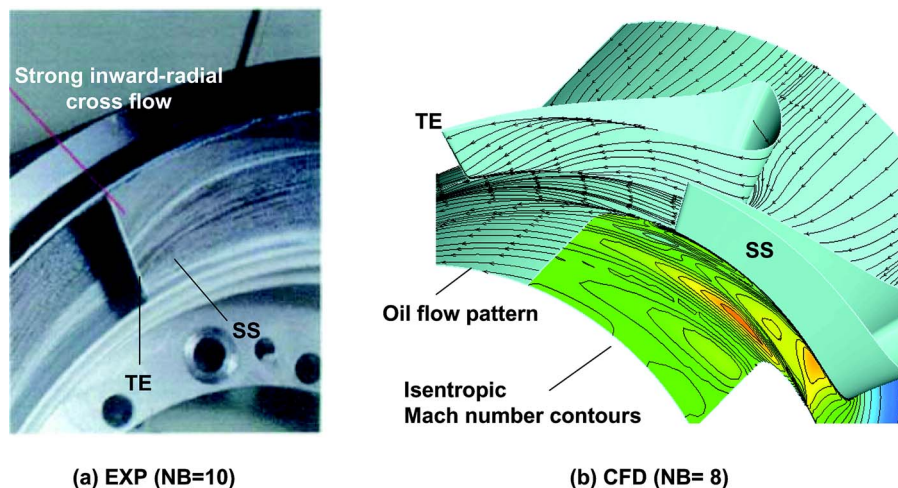 Strong inward-radial
cross flow
SS
TE
(a) EXP (NB=10)
TE
SS
Oil flow pattern
Isentropic
Mach number contours
(b) CFD (NB= 8)